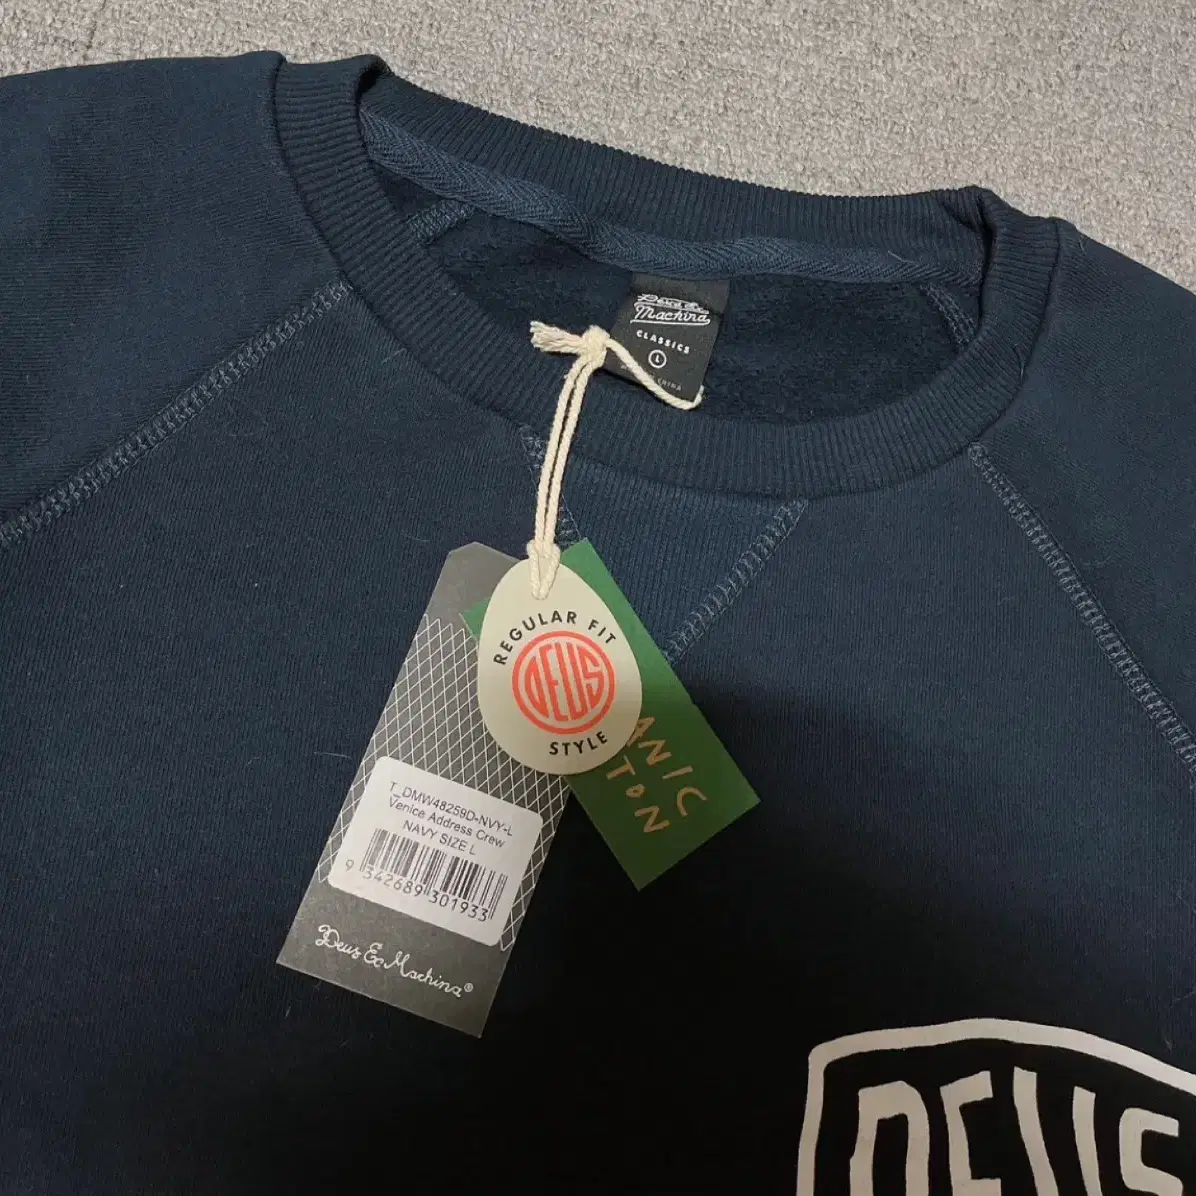 Deus Ex
Machina
CLASSICS
L
REGULAR FIT
DEUS
STYLE
ANIC
TON
T_DMW48259D-NVY-L
Venice Address Crew
NAVY SIZE L
9 342689 301933
Deus Ex Machina®
DEUS